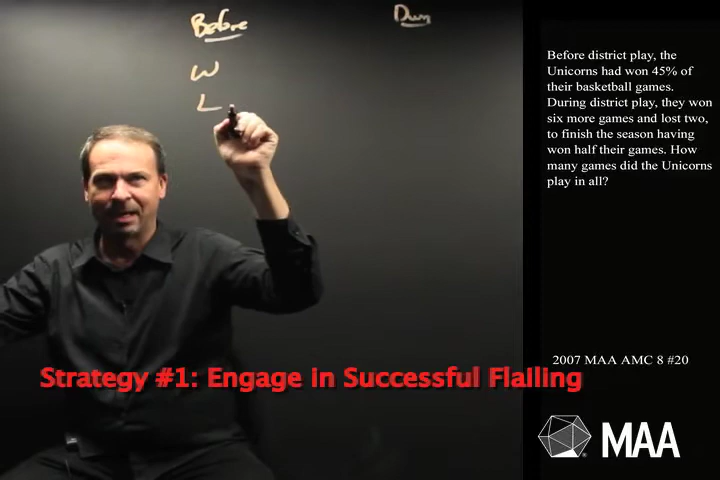 Before
W
L
Before district play, the
Unicorns had won 45% of
their basketball games.
During district play, they won
six more games and lost two,
to finish the season having
won half their games. How
many games did the Unicorns
play in all?
Strategy #1: Engage in Successful Flailing
2007 MAA AMC 8 #20
MAA